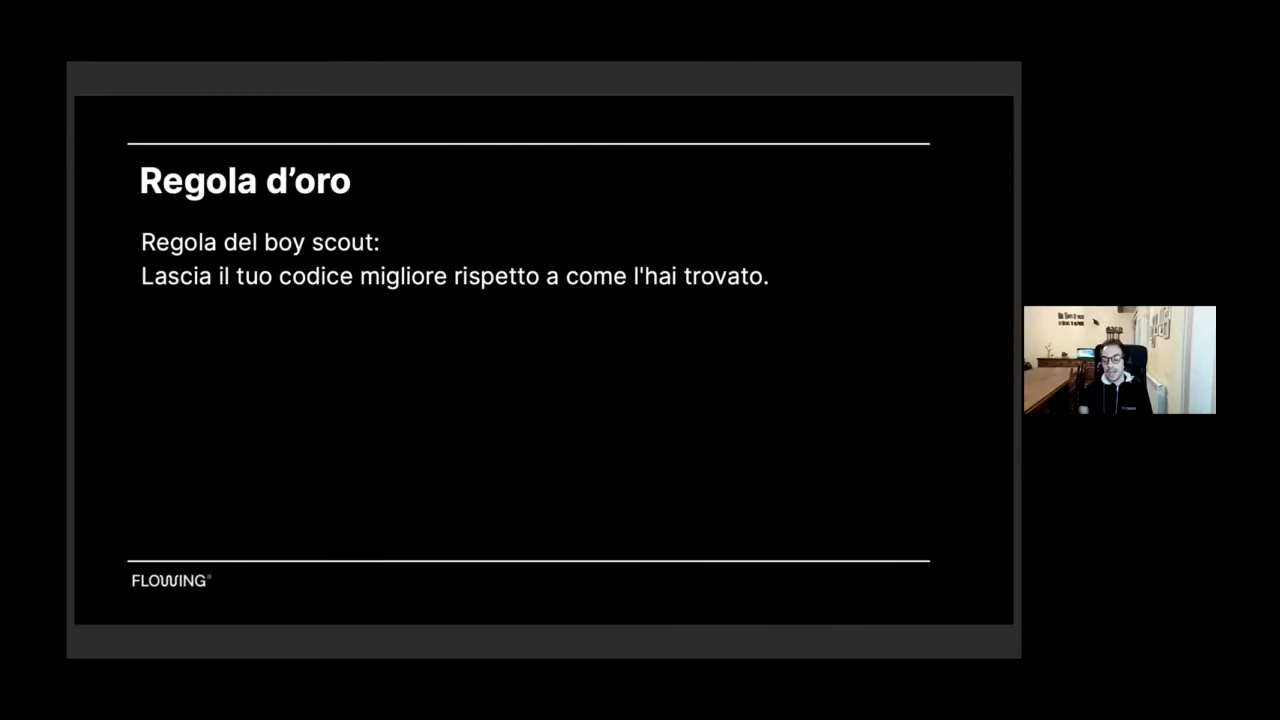 Regola d’oro
Regola del boy scout:
Lascia il tuo codice migliore rispetto a come l'hai trovato.
FLOWING®